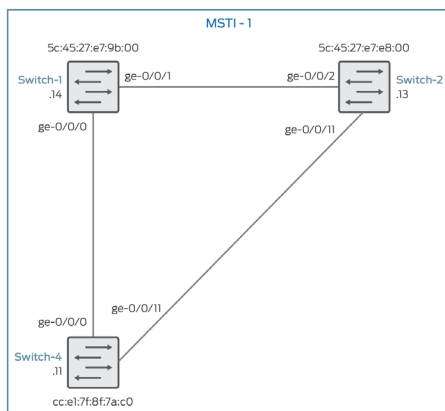 MSTI - 1
5c:45:27:e7:9b:00
5c:45:27:e7:e8:00
Switch-1
.14
ge-0/0/1
ge-0/0/2
Switch-2
.13
ge-0/0/0
ge-0/0/11
ge-0/0/11
ge-0/0/0
Switch-4
.11
cc:e1:7f:8f:7a:c0